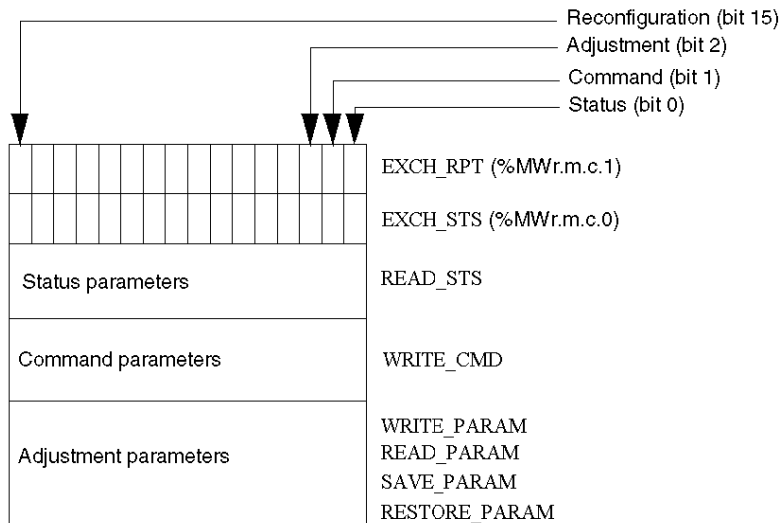 Reconfiguration (bit 15)
Adjustment (bit 2)
Command (bit 1)
Status (bit 0)
EXCH_RPT (%MWr.m.c.1)
EXCH_STS (%MWr.m.c.0)
Status parameters READ_STS
Command parameters WRITE_CMD
WRITE_PARAM
Adjustment parameters READ_PARAM
SAVE_PARAM
RESTORE_PARAM